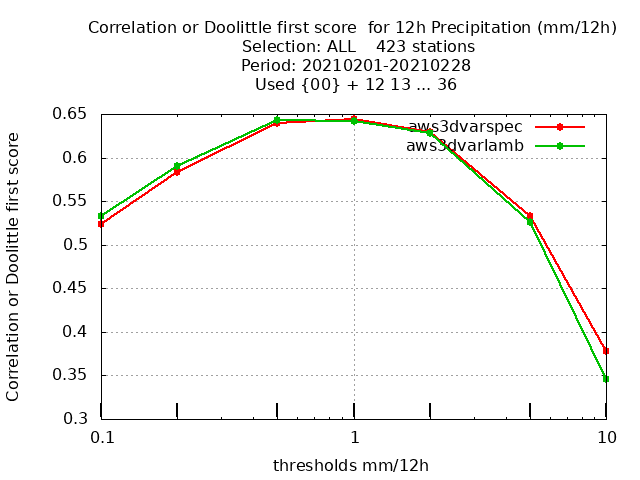 Correlation or Doolittle first score  for 12h Precipitation (mm/12h)
Selection: ALL    423 stations
Period: 20210201-20210228
Used {00} + 12 13 ... 36
Correlation or Doolittle first score
0.65
0.6
0.55
0.5
0.45
0.4
0.35
0.3
aws3dvarspec
aws3dvarlamb
0.1
1
10
thresholds mm/12h